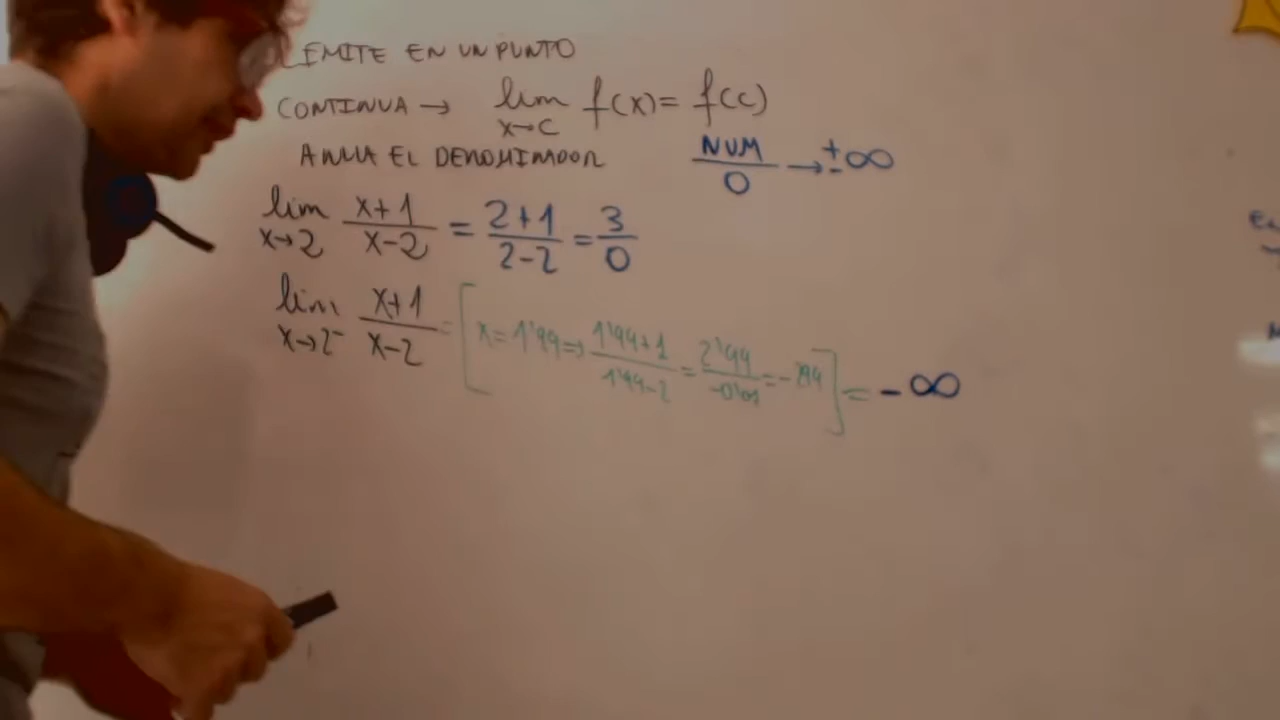 LIMITE EN UN PUNTO
CONTINUA → lim x→c f(x) = f(c)
ANULA EL DENOMINADOR NUM/0 → ±∞
lim x→2 x+1/x-2 = 2+1/2-2 = 3/0
lim x→2⁻ x+1/x-2 = [x=1'99 ⇒ 1'99+1/1'99-2 = 2'99/-0'01 = -299] = -∞